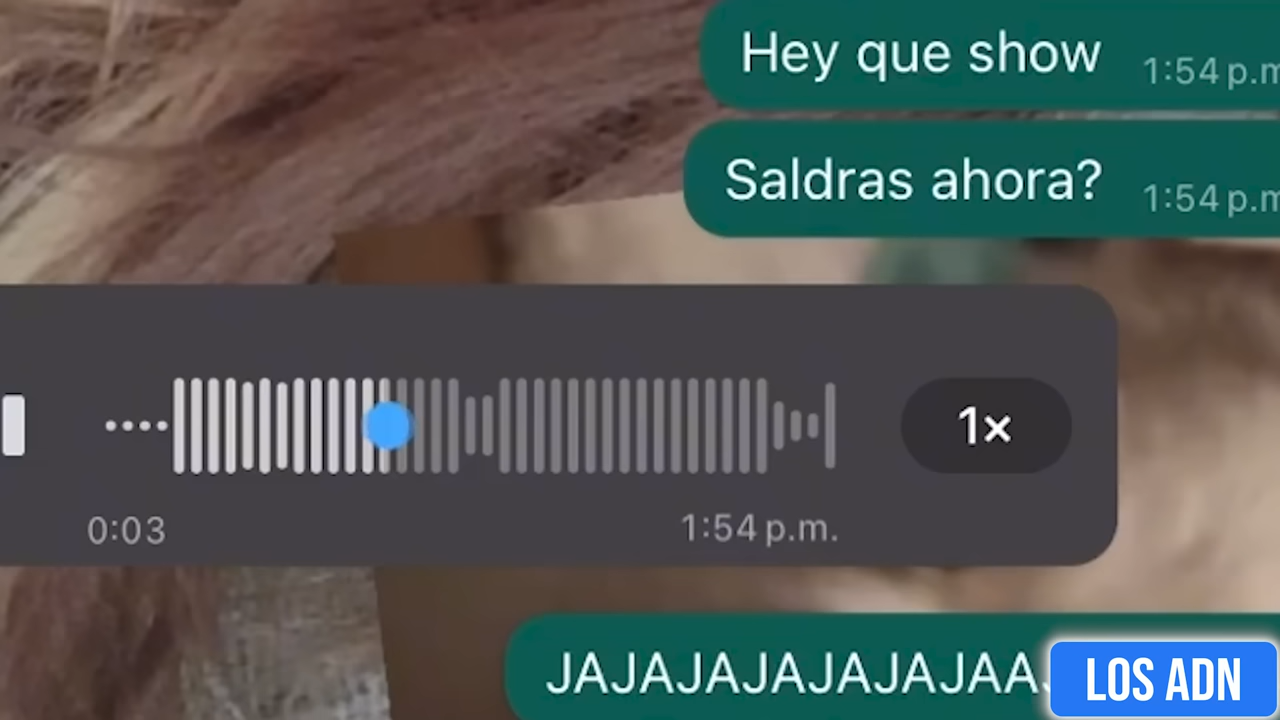 Hey que show 1:54 p.m
Saldras ahora? 1:54 p.m
1×
0:03 1:54 p.m.
JAJAJAJAJAJAJAA
LOS ADN